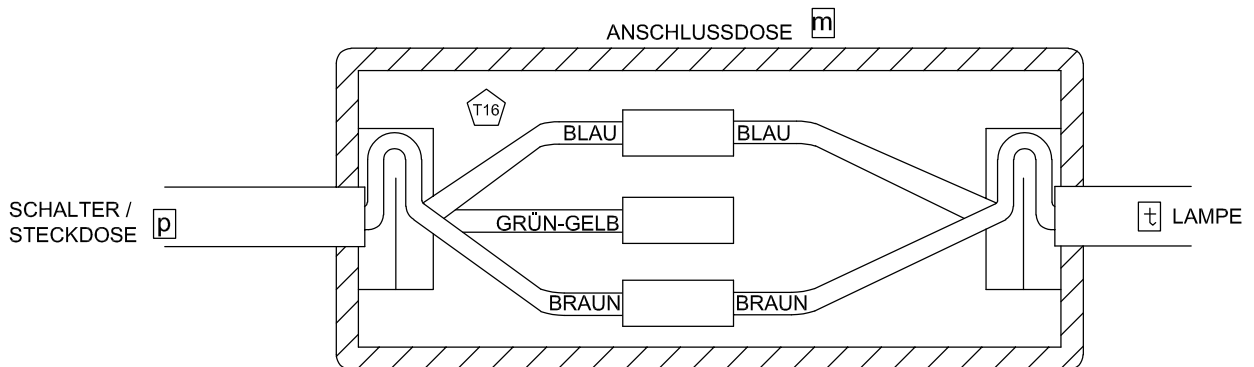 ANSCHLUSSDOSE m
T16
BLAU BLAU
SCHALTER /
STECKDOSE p
GRÜN-GELB
t LAMPE
BRAUN BRAUN